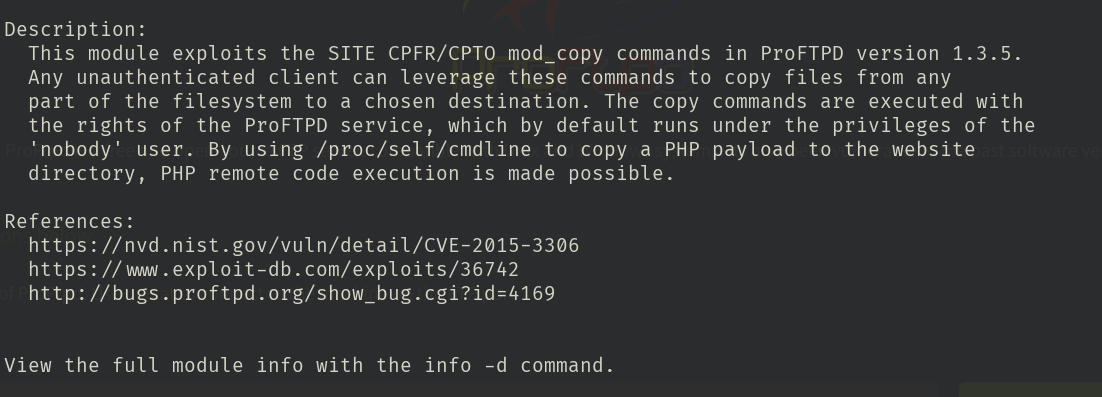 Description:
This module exploits the SITE CPFR/CPTO mod_copy commands in ProFTPD version 1.3.5.
Any unauthenticated client can leverage these commands to copy files from any
part of the filesystem to a chosen destination. The copy commands are executed with
the rights of the ProFTPD service, which by default runs under the privileges of the
'nobody' user. By using /proc/self/cmdline to copy a PHP payload to the website
directory, PHP remote code execution is made possible.
References:
https://nvd.nist.gov/vuln/detail/CVE-2015-3306
https://www.exploit-db.com/exploits/36742
http://bugs.proftpd.org/show_bug.cgi?id=4169
View the full module info with the info -d command.